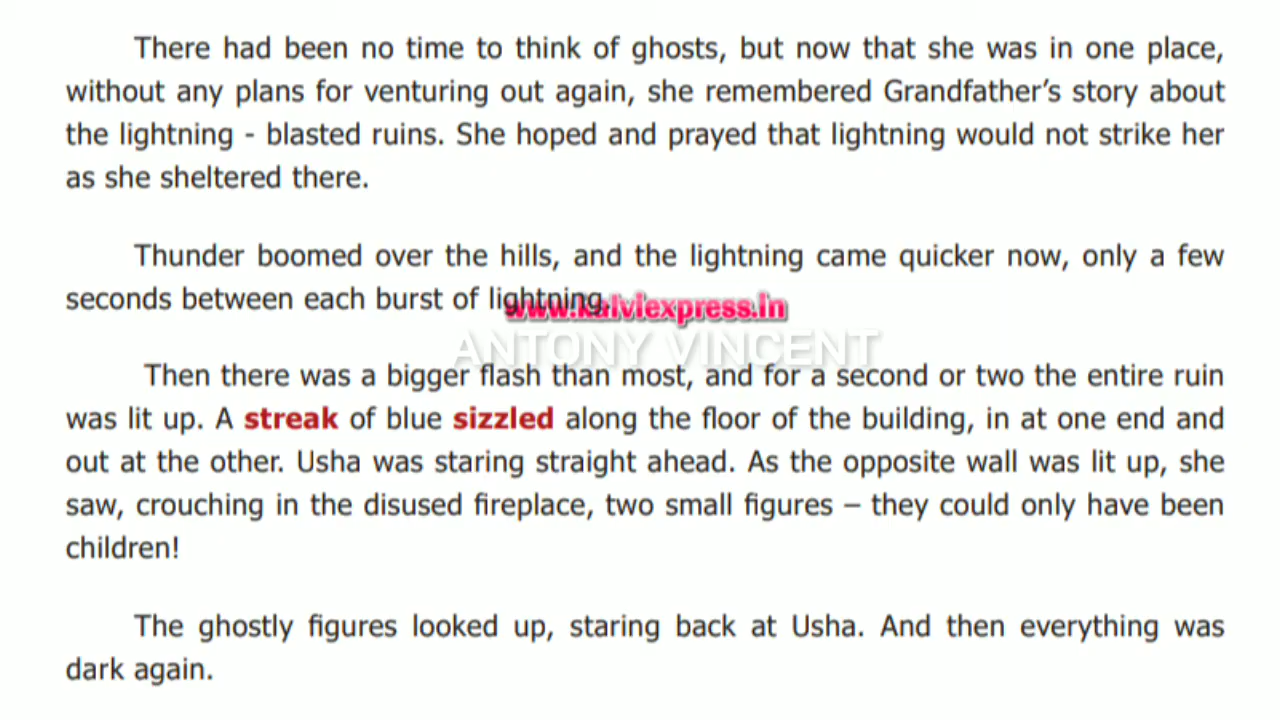 There had been no time to think of ghosts, but now that she was in one place,
without any plans for venturing out again, she remembered Grandfather’s story about
the lightning - blasted ruins. She hoped and prayed that lightning would not strike her
as she sheltered there.
Thunder boomed over the hills, and the lightning came quicker now, only a few
seconds between each burst of lightning.
www.kalviexpress.in
ANTONY VINCENT
Then there was a bigger flash than most, and for a second or two the entire ruin
was lit up. A streak of blue sizzled along the floor of the building, in at one end and
out at the other. Usha was staring straight ahead. As the opposite wall was lit up, she
saw, crouching in the disused fireplace, two small figures – they could only have been
children!
The ghostly figures looked up, staring back at Usha. And then everything was
dark again.